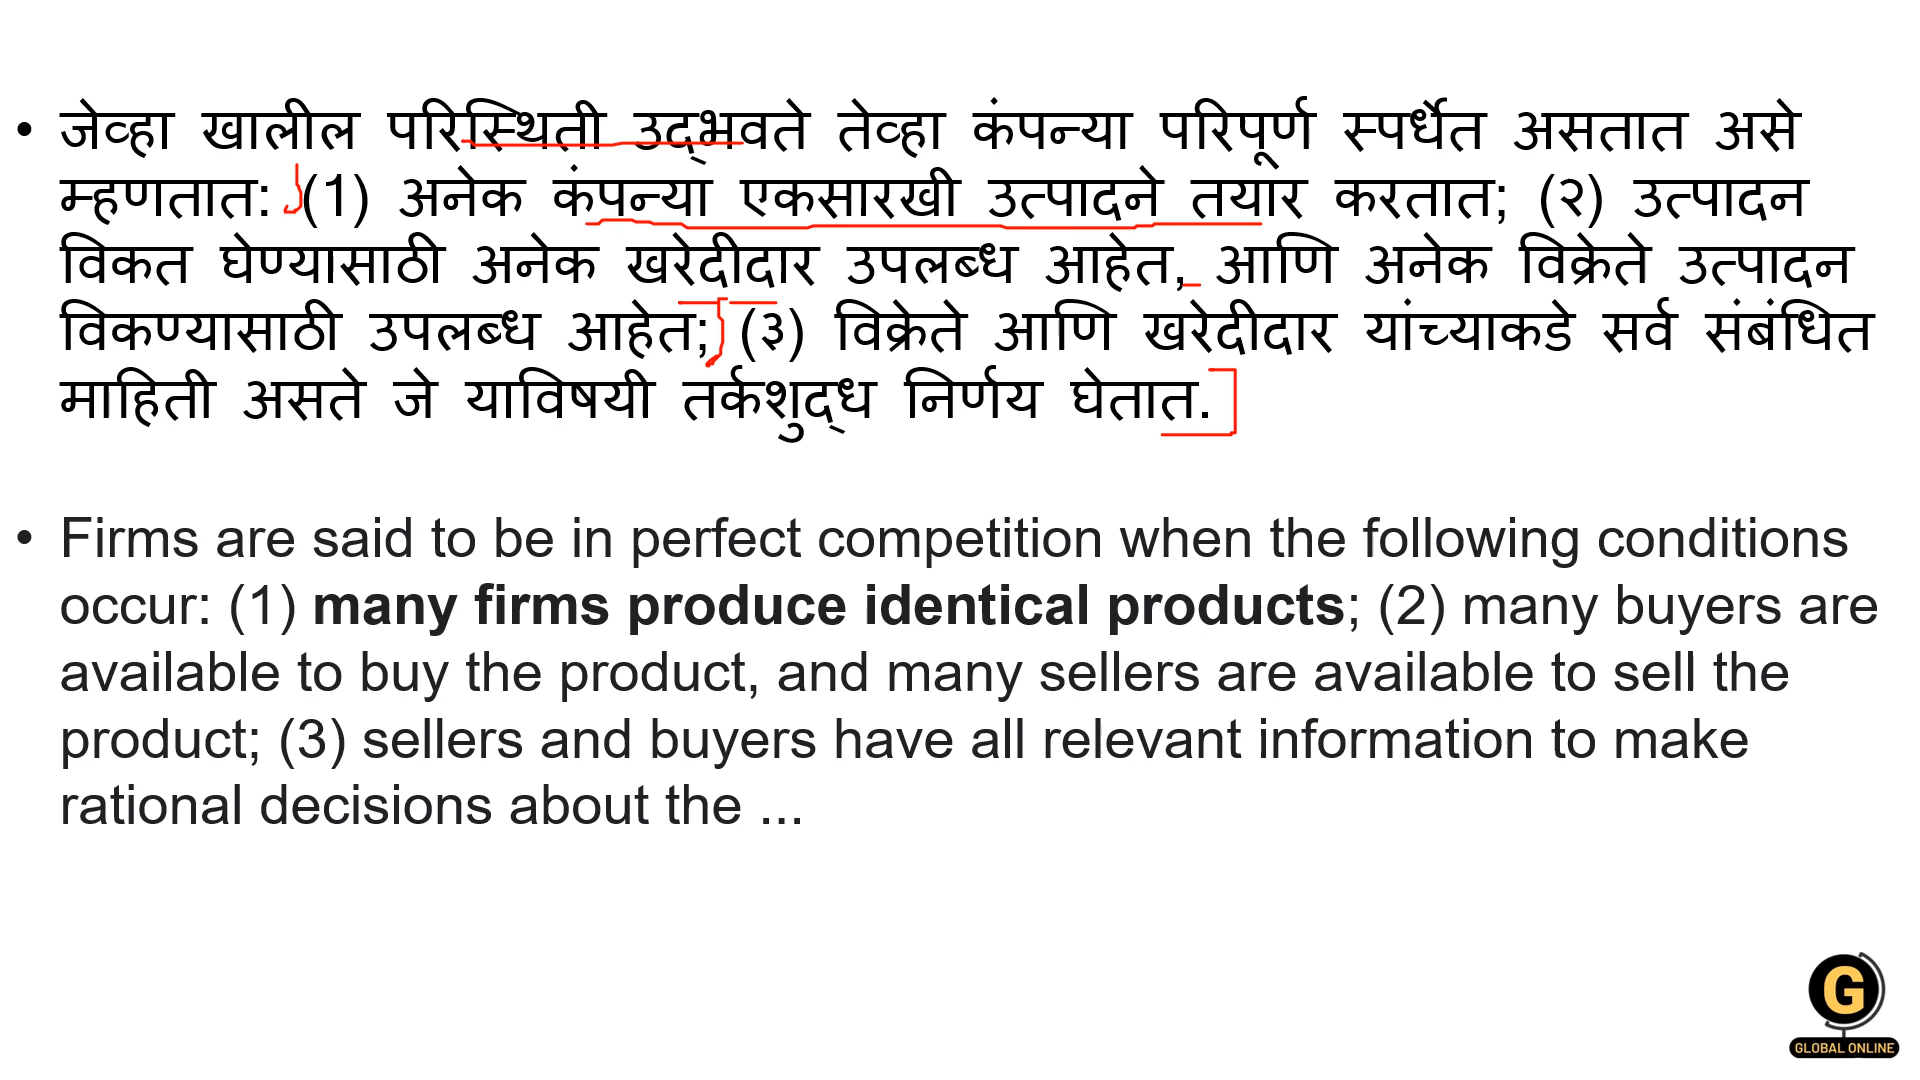 • जेव्हा खालील परिस्थिती उद्‌भवते तेव्हा कंपन्या परिपूर्ण स्पर्धेत असतात असे
म्हणतात: (1) अनेक कंपन्या एकसारखी उत्पादने तयार करतात; (२) उत्पादन
विकत घेण्यासाठी अनेक खरेदीदार उपलब्ध आहेत, आणि अनेक विक्रेते उत्पादन
विकण्यासाठी उपलब्ध आहेत; (३) विक्रेते आणि खरेदीदार यांच्याकडे सर्व संबंधित
माहिती असते जे याविषयी तर्कशुद्‌ध निर्णय घेतात.
• Firms are said to be in perfect competition when the following conditions
occur: (1) many firms produce identical products; (2) many buyers are
available to buy the product, and many sellers are available to sell the
product; (3) sellers and buyers have all relevant information to make
rational decisions about the ...
G
GLOBAL ONLINE